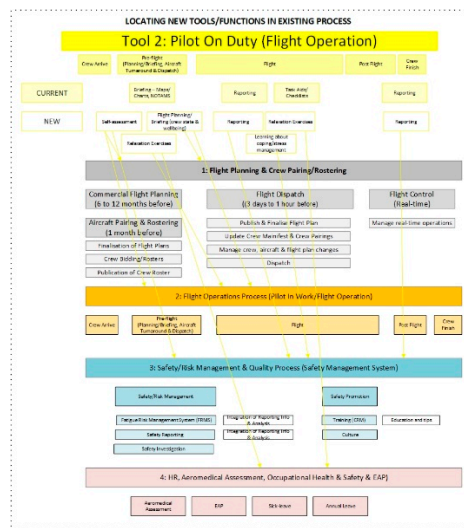 LOCATING NEW TOOLS/FUNCTIONS IN EXISTING PROCESS
Tool 2: Pilot On Duty (Flight Operation)
Crew Active
Pre-flight
(Planning/Briefing, Aircraft
Turnaround & Dispatch)
Flight
Post Flight
Crew
Finish
CURRENT
Briefing - Maps/
Charts, NOTAMS
Reporting
Task Aids/
Checklists
Reporting
NEW
Self-assessment
Flight Planning/
Briefing (crew state &
wellbeing)
Reporting
Relaxation Exercises
Reporting
Relaxation Exercises
Learning about
coping/stress
management
1: Flight Planning & Crew Pairing/Rostering
Commercial Flight Planning
(6 to 12 months before)
Flight Dispatch
((3 days to 1 hour before)
Flight Control
(Real-time)
Aircraft Pairing & Rostering
(1 month before)
Publish & Finalise Flight Plan
Manage real-time operations
Update Crew Mainfest & Crew Pairings
Finalisation of Flight Plans
Manage crew, aircraft & flight plan changes
Crew Bidding/Rosters
Dispatch
Publication of Crew Roster
2: Flight Operations Process (Pilot In Work/Flight Operation)
Crew Active
Pre-flight
(Planning/Briefing, Aircraft
Turnaround & Dispatch)
Flight
Post Flight
Crew
Finish
3: Safety/Risk Management & Quality Process (Safety Management System)
Safety/Risk Management
Safety Promotion
Fatigue Risk Management System (FRMS)
Integration of Reporting Info
& Analysis
Training (CRM)
Education and tips
Safety Reporting
Integration of Reporting Info
& Analysis
Culture
Safety Investigation
4: HR, Aeromedical Assessment, Occupational Health & Safety & EAP)
Aeromedical
Assessment
EAP
Sick leave
Annual Leave